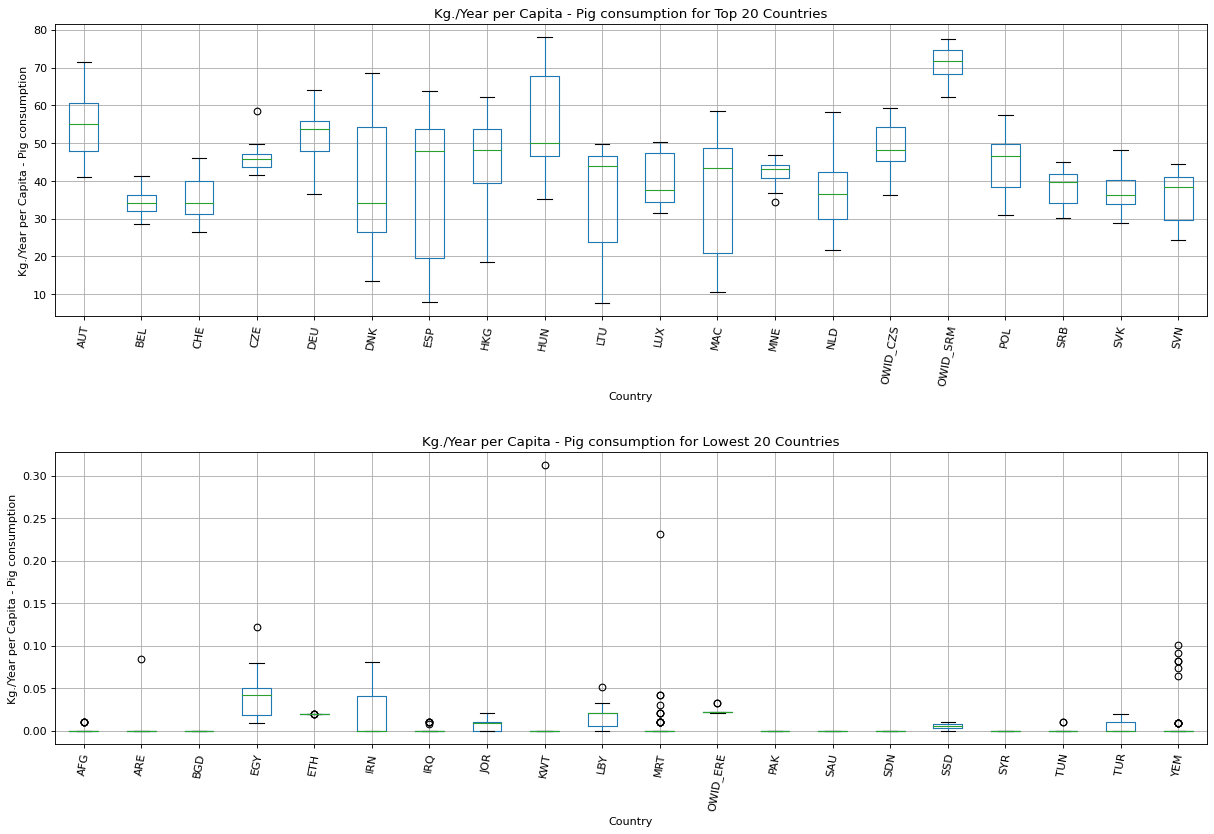 Kg./Year per Capita - Pig consumption for Top 20 Countries
Kg./Year per Capita - Pig consumption
80
70
60
50
40
30
20
10
AUT BEL CHE CZE DEU DNK ESP HKG HUN LTU LUX MAC MNE NLD OWID_CZS OWID_SRM POL SRB SVK SVN
Country
Kg./Year per Capita - Pig consumption for Lowest 20 Countries
Kg./Year per Capita - Pig consumption
0.30
0.25
0.20
0.15
0.10
0.05
0.00
AFG ARE BGD EGY ETH IRN IRQ JOR KWT LBY MRT OWID_ERE PAK SAU SDN SSD SYR TUN TUR YEM
Country